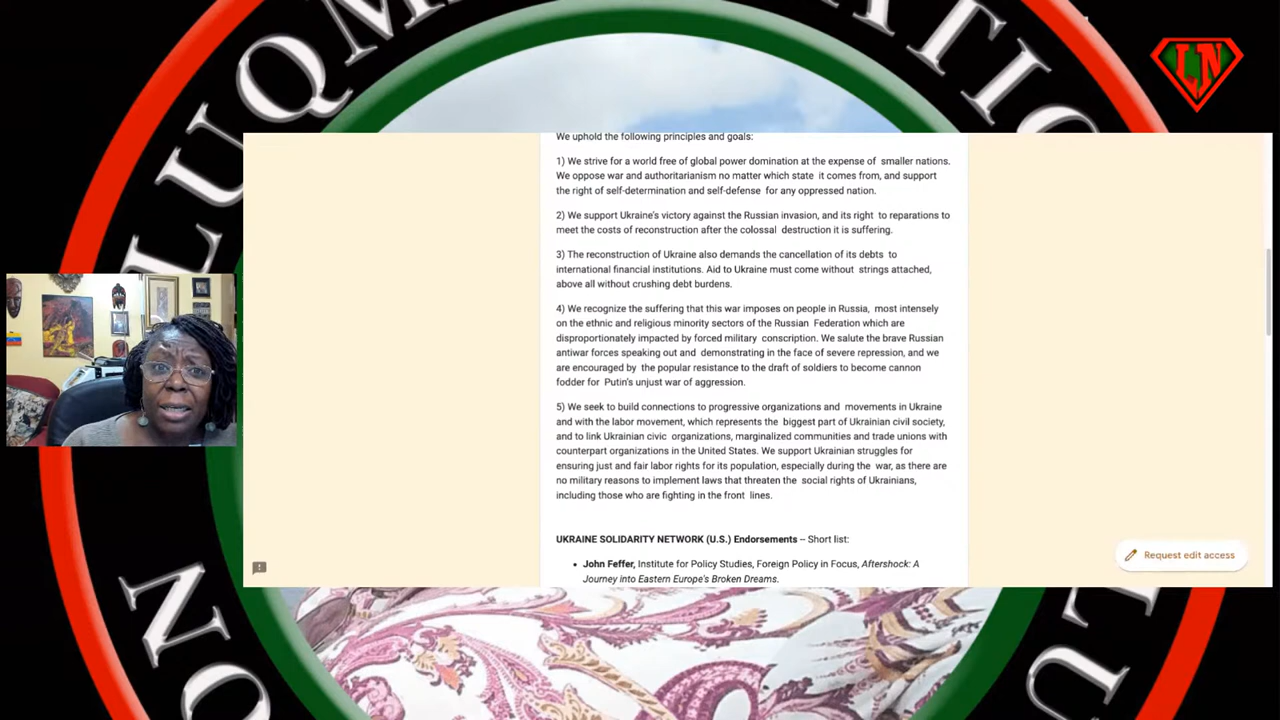 LUQM
ATIO
LN
We uphold the following principles and goals:
1) We strive for a world free of global power domination at the expense of smaller nations.
We oppose war and authoritarianism no matter which state it comes from, and support
the right of self-determination and self-defense for any oppressed nation.
2) We support Ukraine's victory against the Russian invasion, and its right to reparations to
meet the costs of reconstruction after the colossal destruction it is suffering.
3) The reconstruction of Ukraine also demands the cancellation of its debts to
international financial institutions. Aid to Ukraine must come without strings attached,
above all without crushing debt burdens.
4) We recognize the suffering that this war imposes on people in Russia, most intensely
on the ethnic and religious minority sectors of the Russian Federation which are
disproportionately impacted by forced military conscription. We salute the brave Russian
antiwar forces speaking out and demonstrating in the face of severe repression, and we
are encouraged by the popular resistance to the draft of soldiers to become cannon
fodder for Putin's unjust war of aggression.
5) We seek to build connections to progressive organizations and movements in Ukraine
and with the labor movement, which represents the biggest part of Ukrainian civil society,
and to link Ukrainian civic organizations, marginalized communities and trade unions with
counterpart organizations in the United States. We support Ukrainian struggles for
ensuring just and fair labor rights for its population, especially during the war, as there are
no military reasons to implement laws that threaten the social rights of Ukrainians,
including those who are fighting in the front lines.
UKRAINE SOLIDARITY NETWORK (U.S.) Endorsements -- Short list:
• John Feffer, Institute for Policy Studies, Foreign Policy in Focus, Aftershock: A
Journey into Eastern Europe's Broken Dreams.
Request edit access